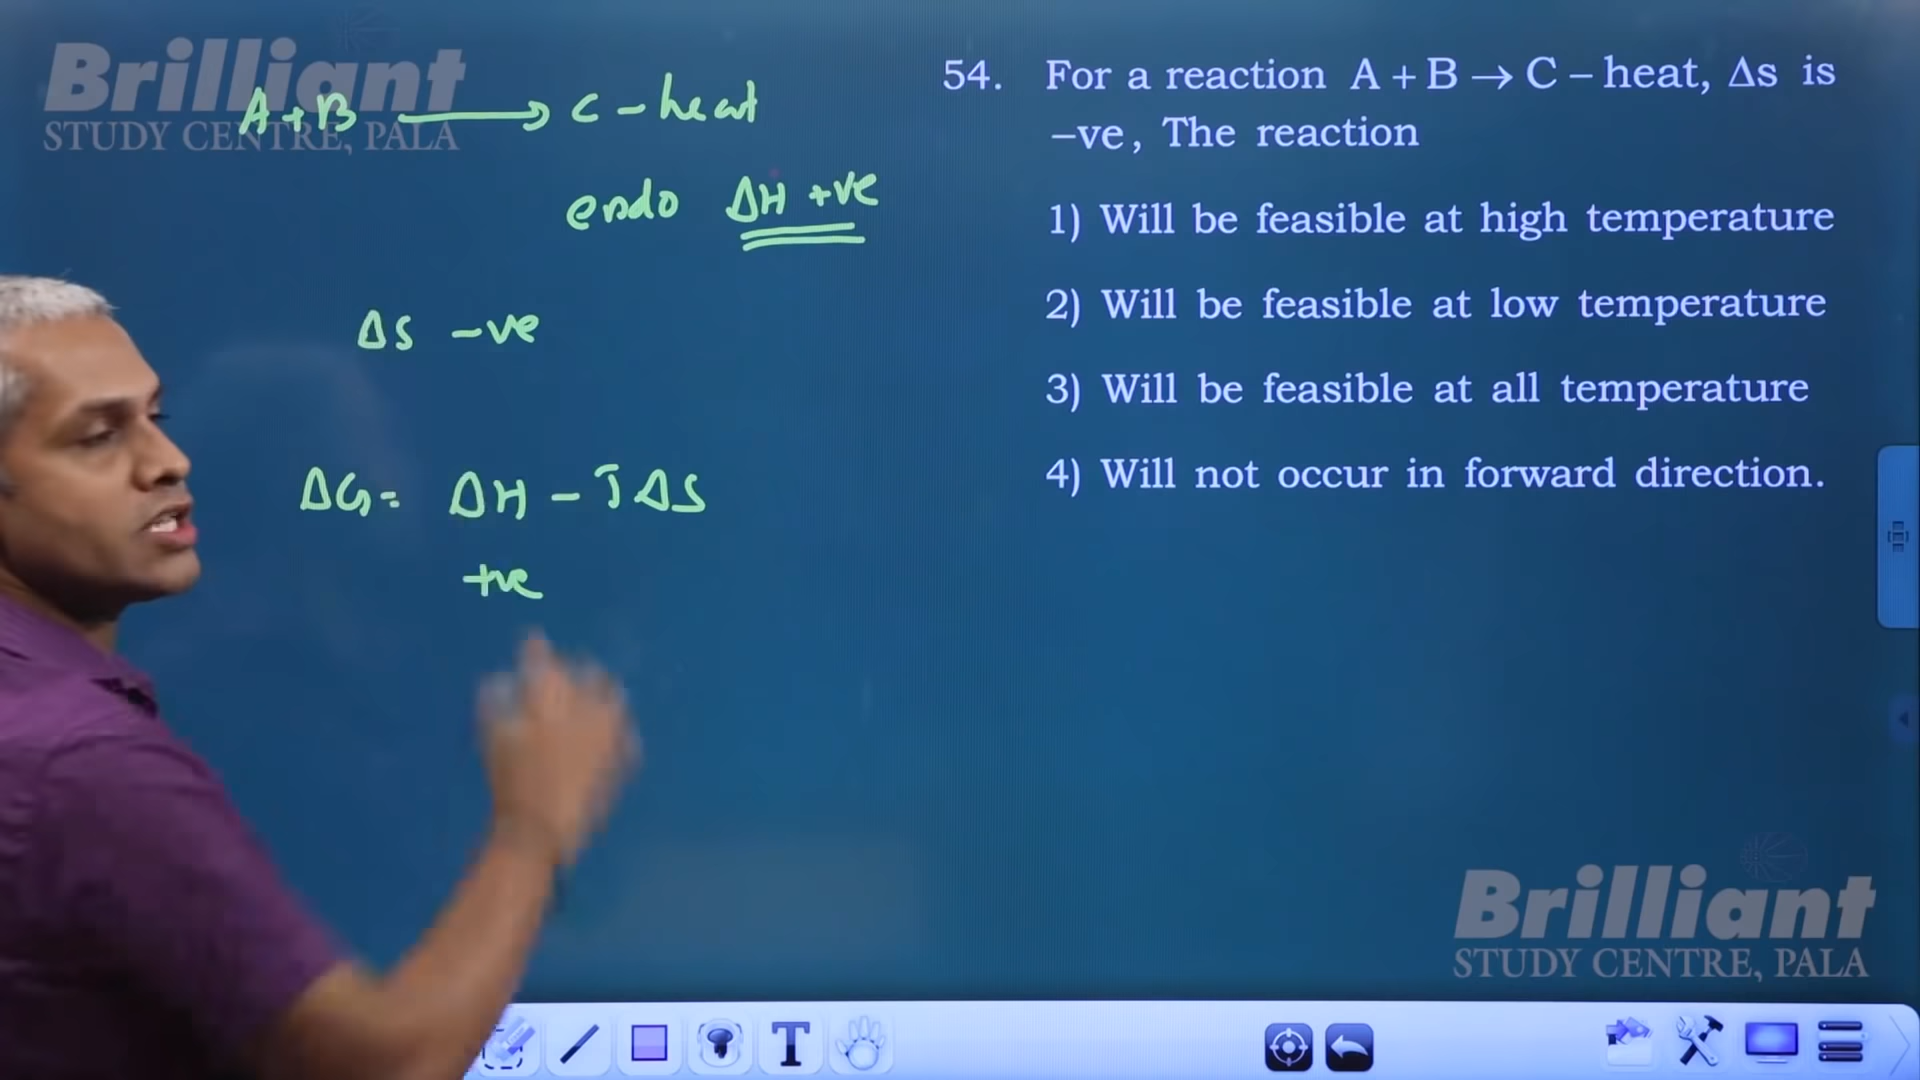 Brilliant
STUDY CENTRE, PALA
A+B ⟶ C - heat
endo ΔH +ve
ΔS -ve
ΔG = ΔH - TΔS
+ve
54. For a reaction A + B → C – heat, Δs is
–ve, The reaction
1) Will be feasible at high temperature
2) Will be feasible at low temperature
3) Will be feasible at all temperature
4) Will not occur in forward direction.
Brilliant
STUDY CENTRE, PALA
T